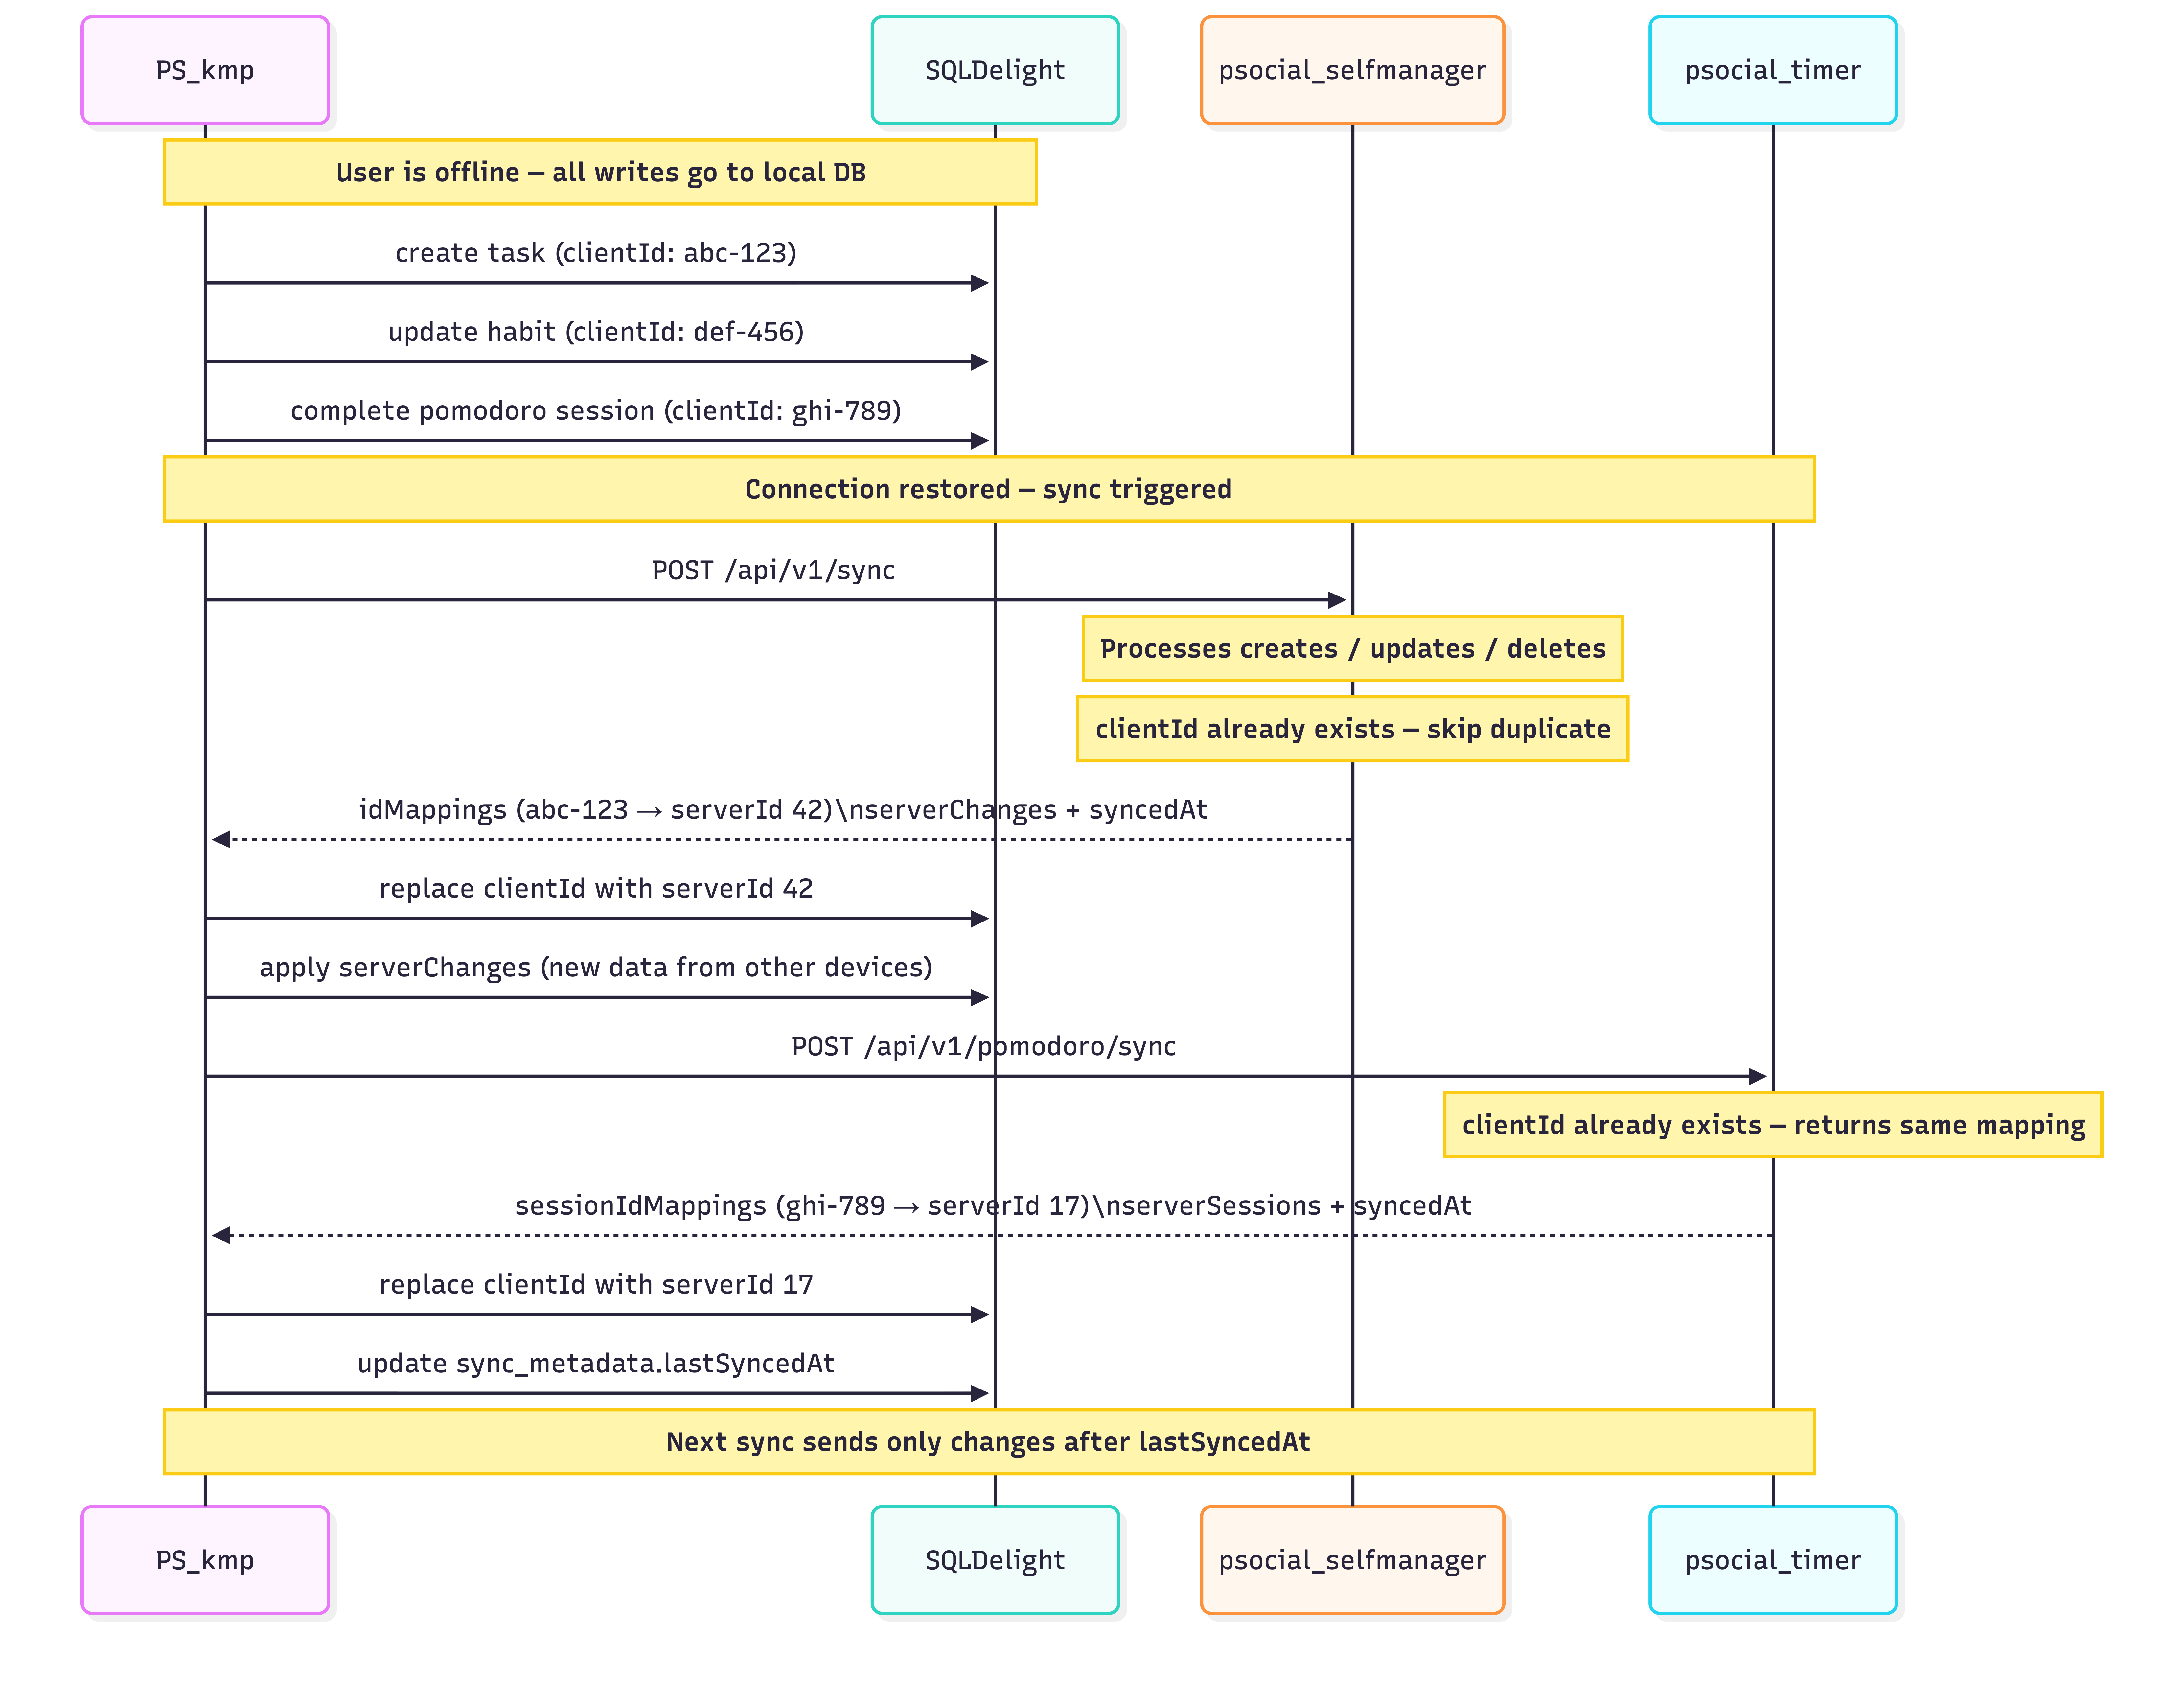 PS_kmp
SQLDelight
psocial_selfmanager
psocial_timer
User is offline — all writes go to local DB
create task (clientId: abc-123)
update habit (clientId: def-456)
complete pomodoro session (clientId: ghi-789)
Connection restored — sync triggered
POST /api/v1/sync
Processes creates / updates / deletes
clientId already exists — skip duplicate
idMappings (abc-123 → serverId 42)\nserverChanges + syncedAt
replace clientId with serverId 42
apply serverChanges (new data from other devices)
POST /api/v1/pomodoro/sync
clientId already exists — returns same mapping
sessionIdMappings (ghi-789 → serverId 17)\nserverSessions + syncedAt
replace clientId with serverId 17
update sync_metadata.lastSyncedAt
Next sync sends only changes after lastSyncedAt
PS_kmp
SQLDelight
psocial_selfmanager
psocial_timer